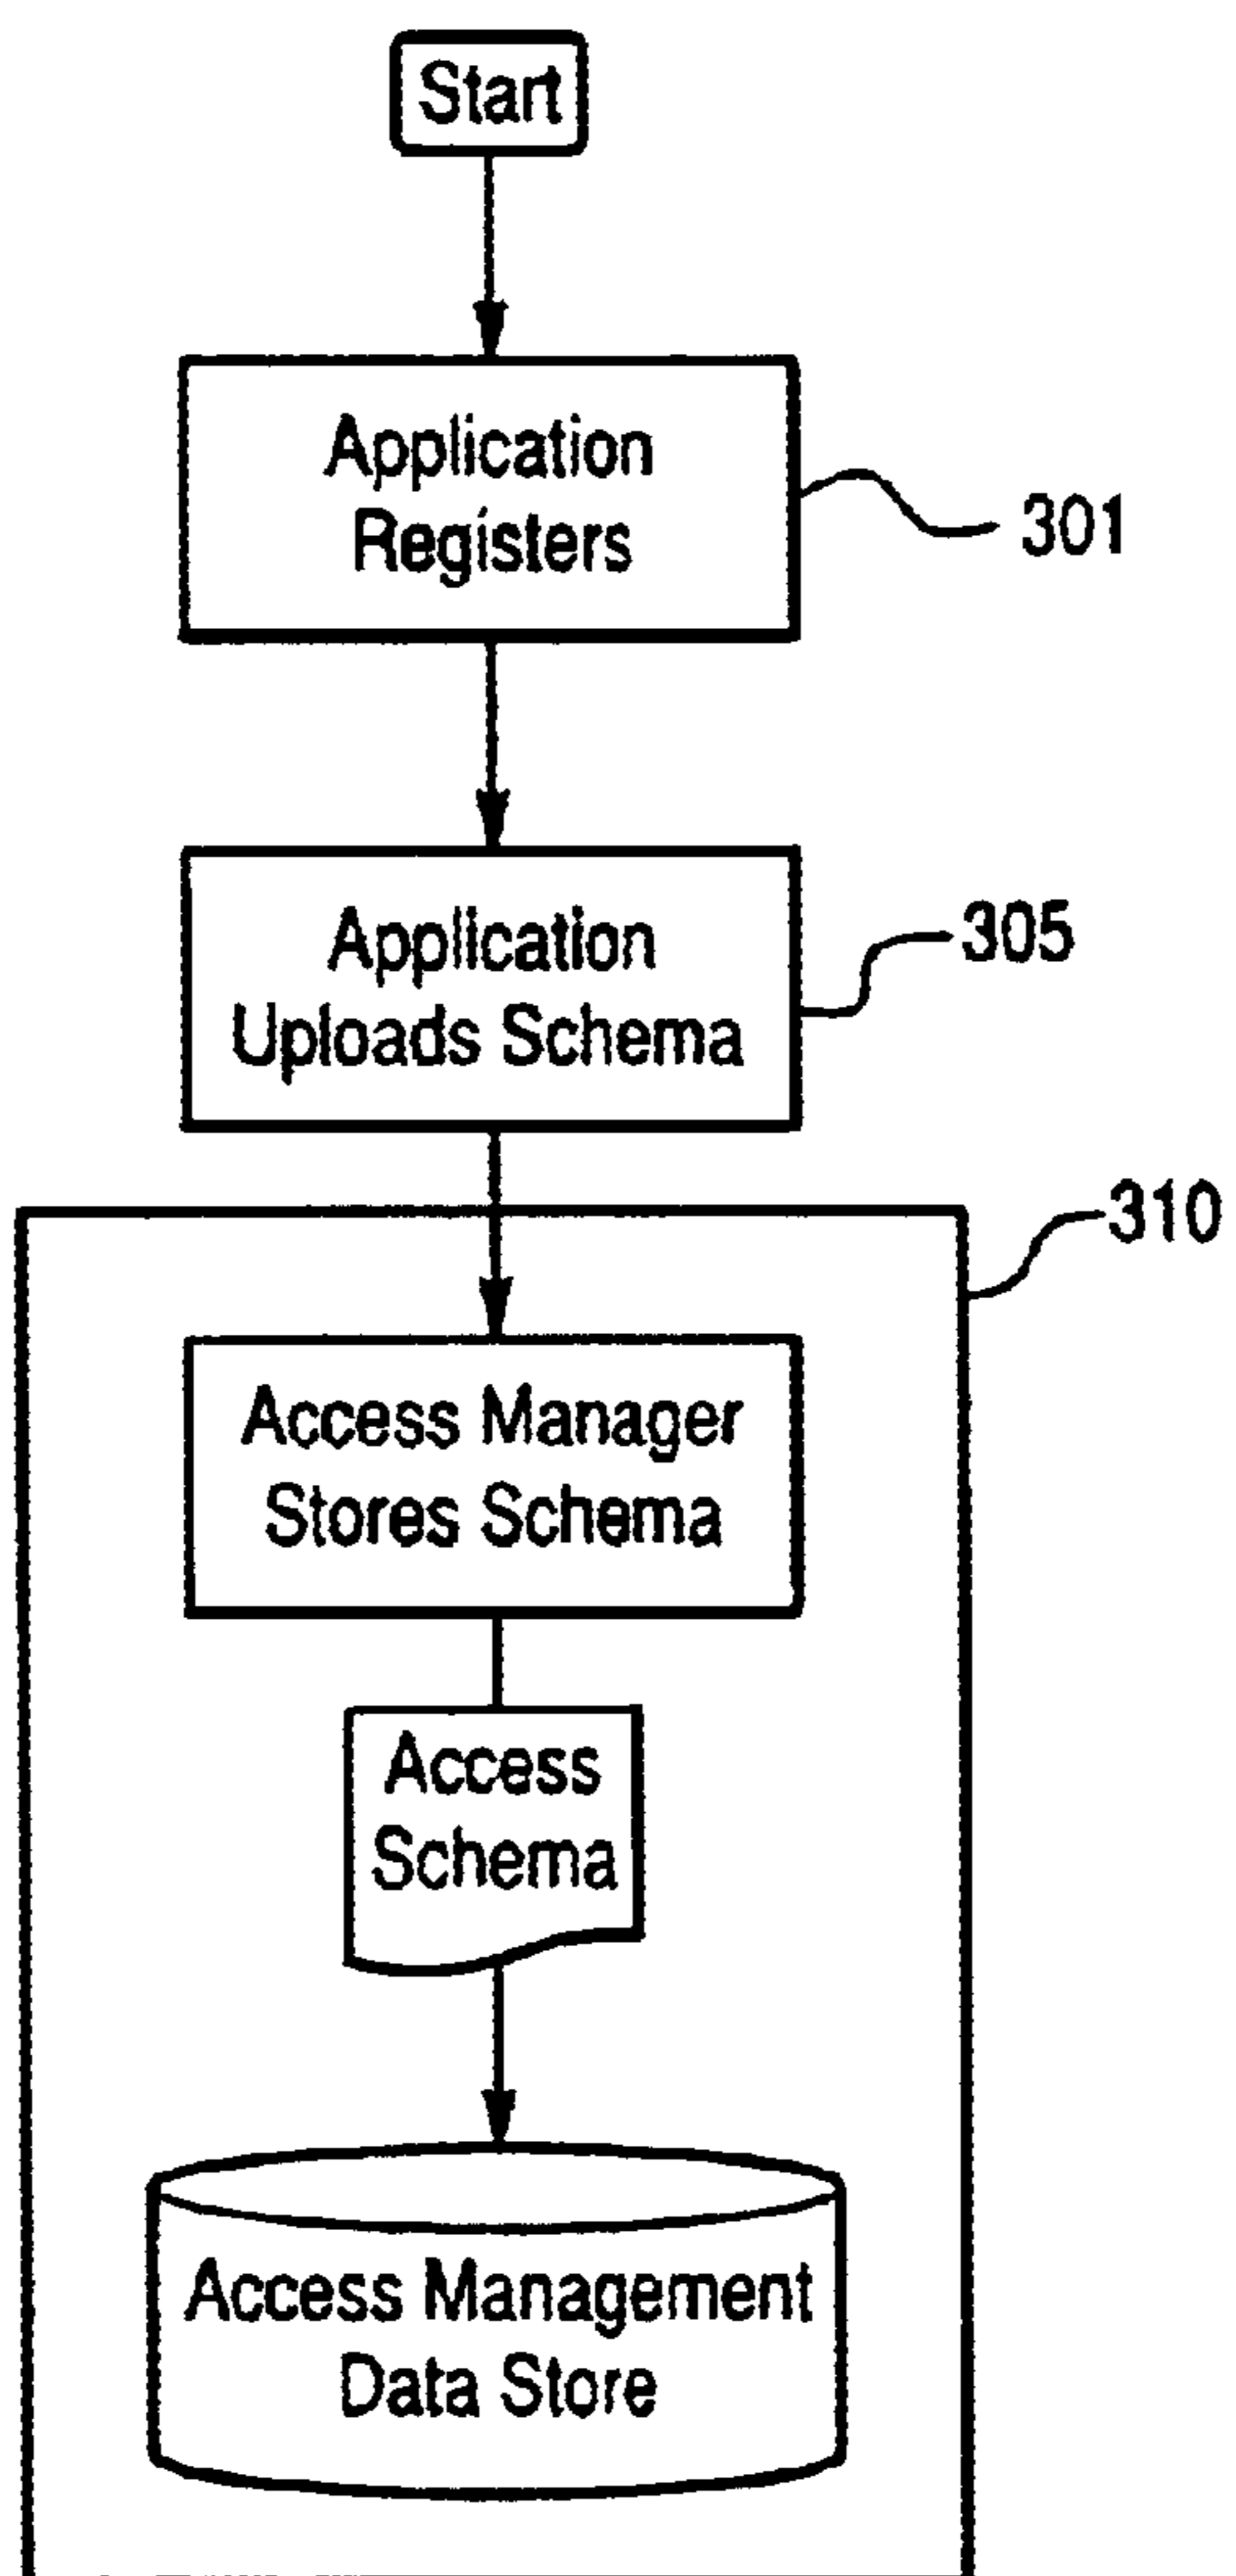 Start
Application
Registers
301
Application
Uploads Schema
305
310
Access Manager
Stores Schema
Access
Schema
Access Management
Data Store